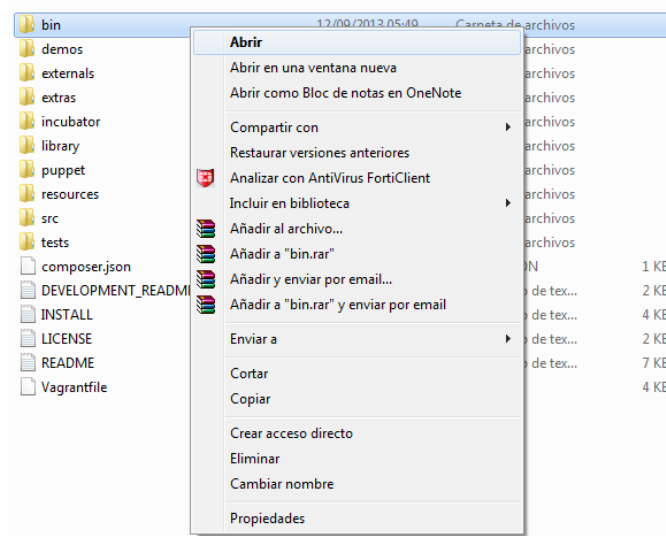 bin 12/09/2013 05:49 Carpeta de archivos
demos archivos
externals archivos
extras archivos
incubator archivos
library archivos
puppet archivos
resources archivos
src archivos
tests archivos
composer.json ON 1 KB
DEVELOPMENT_README de tex... 2 KB
INSTALL de tex... 4 KB
LICENSE de tex... 2 KB
README de tex... 7 KB
Vagrantfile 4 KB
Abrir
Abrir en una ventana nueva
Abrir como Bloc de notas en OneNote
Compartir con
Restaurar versiones anteriores
Analizar con AntiVirus FortiClient
Incluir en biblioteca
Añadir al archivo...
Añadir a "bin.rar"
Añadir y enviar por email...
Añadir a "bin.rar" y enviar por email
Enviar a
Cortar
Copiar
Crear acceso directo
Eliminar
Cambiar nombre
Propiedades